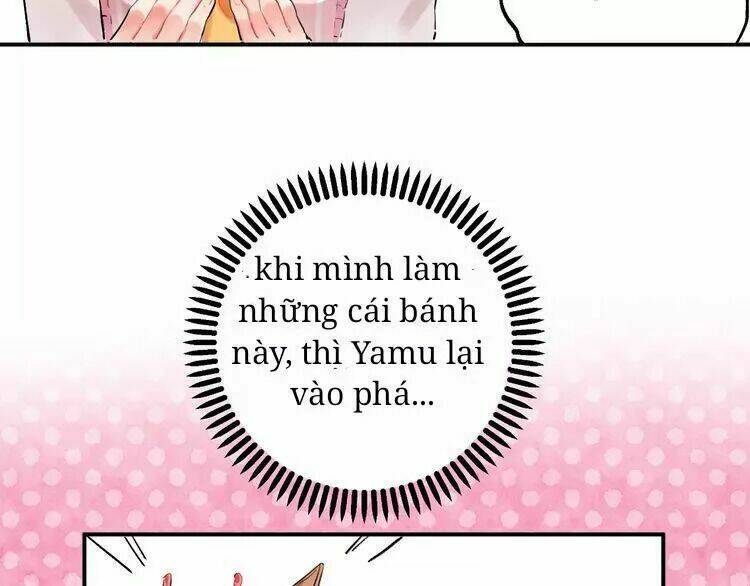 khi mình làm
những cái bánh
này, thì Yamu lại
vào phá...